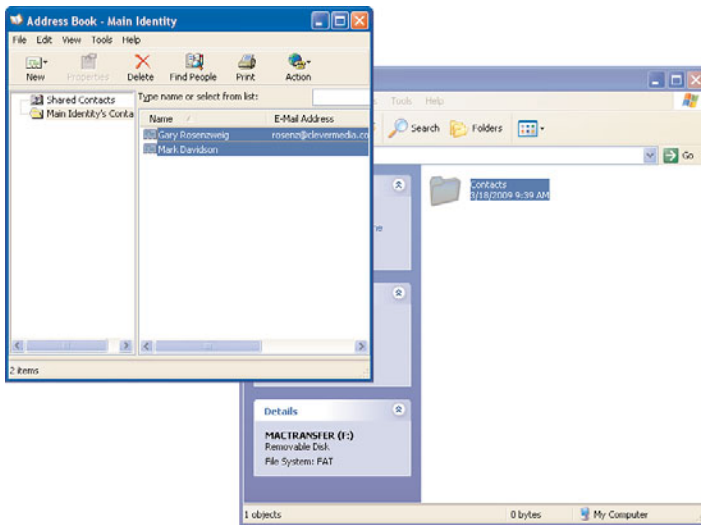 Address Book - Main Identity
File Edit View Tools Help
New Properties Delete Find People Print Action
Shared Contacts
Main Identity's Conta
Type name or select from list:
Name E-Mail Address
Gary Rosenzweig rosenz@clevermedia.co
Mark Davidson
2 items
Tools Help
Search Folders
Go
Contacts
3/18/2009 9:39 AM
Details
MACTRANSFER (F:)
Removable Disk
File System: FAT
1 objects 0 bytes My Computer